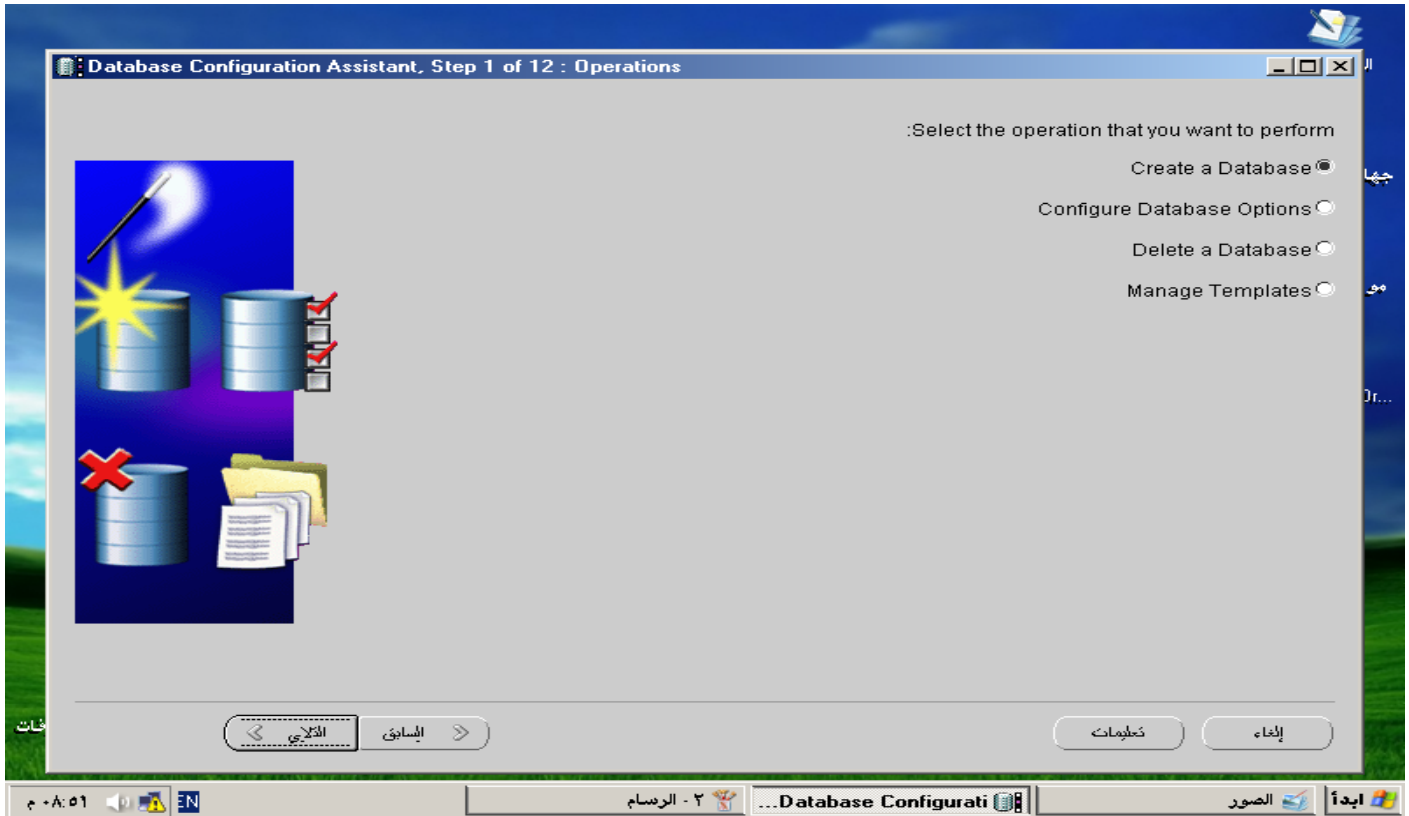 Database Configuration Assistant, Step 1 of 12 : Operations
:Select the operation that you want to perform
Create a Database
Configure Database Options
Delete a Database
Manage Templates
إلغاء
تعليمات
السابق
التالي
ابدأ
الصور
...Database Configurati
٢ - الرسام
EN
٠٨:٥٦ م